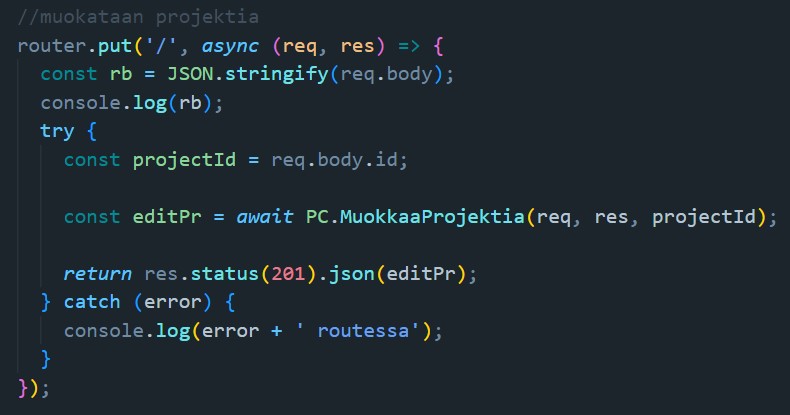 //muokataan projektia
router.put('/', async (req, res) => {
const rb = JSON.stringify(req.body);
console.log(rb);
try {
const projectId = req.body.id;
const editPr = await PC.MuokkaaProjektia(req, res, projectId);
return res.status(201).json(editPr);
} catch (error) {
console.log(error + ' routessa');
}
});